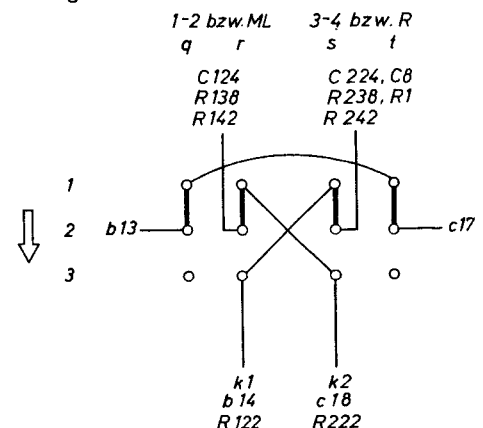 1-2 bzw. ML 3-4 bzw. R
q r s t
C124 C224, C8
R138 R238, R1
R142 R242
1
2 b13 c17
3
k1 k2
b14 c18
R122 R222